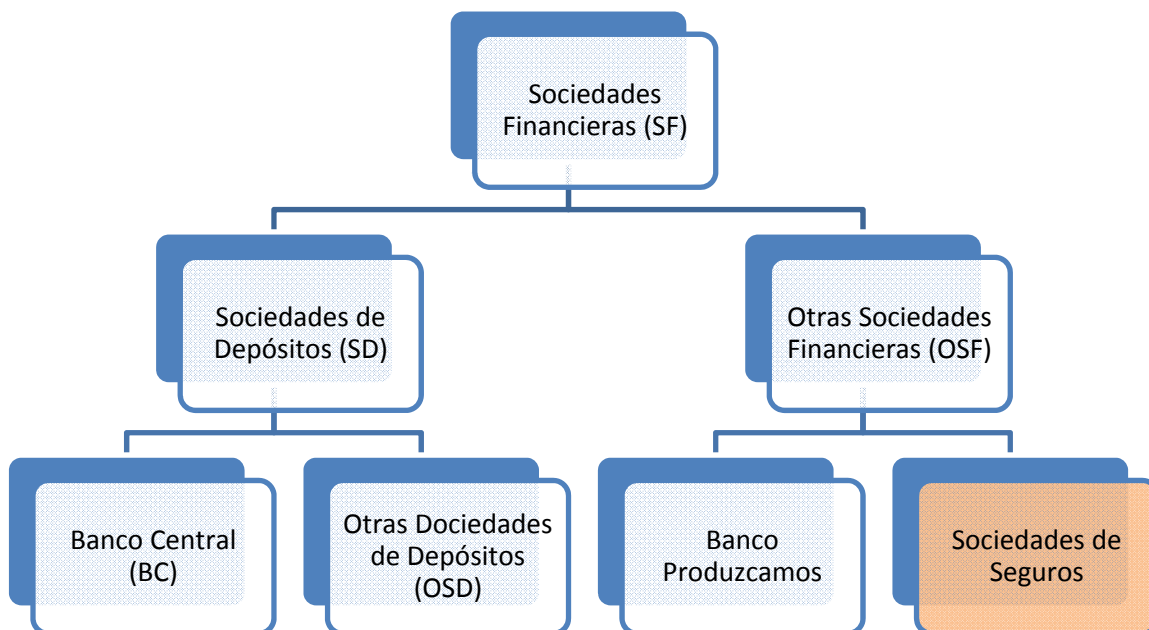 Sociedades
Financieras (SF)
Sociedades de
Depósitos (SD)
Otras Sociedades
Financieras (OSF)
Banco Central
(BC)
Otras Dociedades
de Depósitos
(OSD)
Banco
Produzcamos
Sociedades de
Seguros